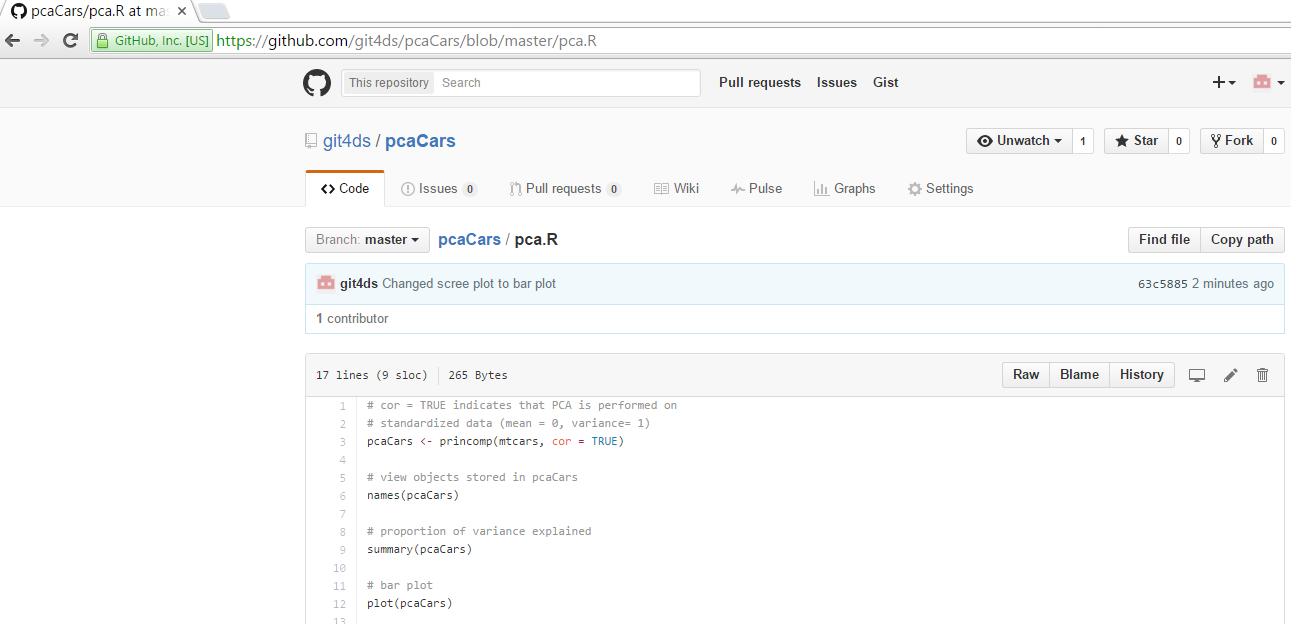 pcaCars/pca.R at ma
GitHub, Inc. [US] https://github.com/git4ds/pcaCars/blob/master/pca.R
This repository Search Pull requests Issues Gist
git4ds / pcaCars Unwatch 1 Star 0 Fork 0
Code Issues 0 Pull requests 0 Wiki Pulse Graphs Settings
Branch: master pcaCars / pca.R Find file Copy path
git4ds Changed scree plot to bar plot 63c5885 2 minutes ago
1 contributor
17 lines (9 sloc) 265 Bytes Raw Blame History
1 # cor = TRUE indicates that PCA is performed on
2 # standardized data (mean = 0, variance= 1)
3 pcaCars <- princomp(mtcars, cor = TRUE)
4
5 # view objects stored in pcaCars
6 names(pcaCars)
7
8 # proportion of variance explained
9 summary(pcaCars)
10
11 # bar plot
12 plot(pcaCars)
13